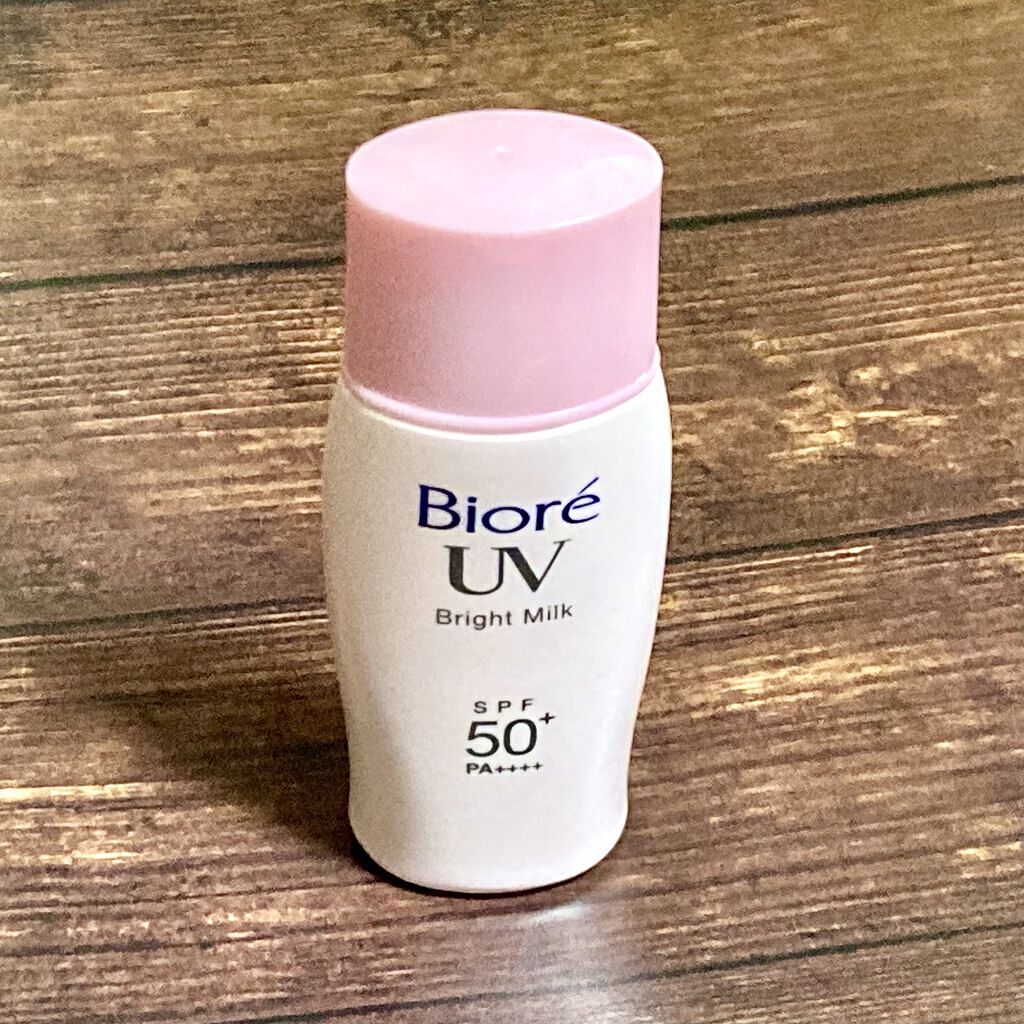 Bioré
UV
Bright Milk
SPF
50+
PA++++